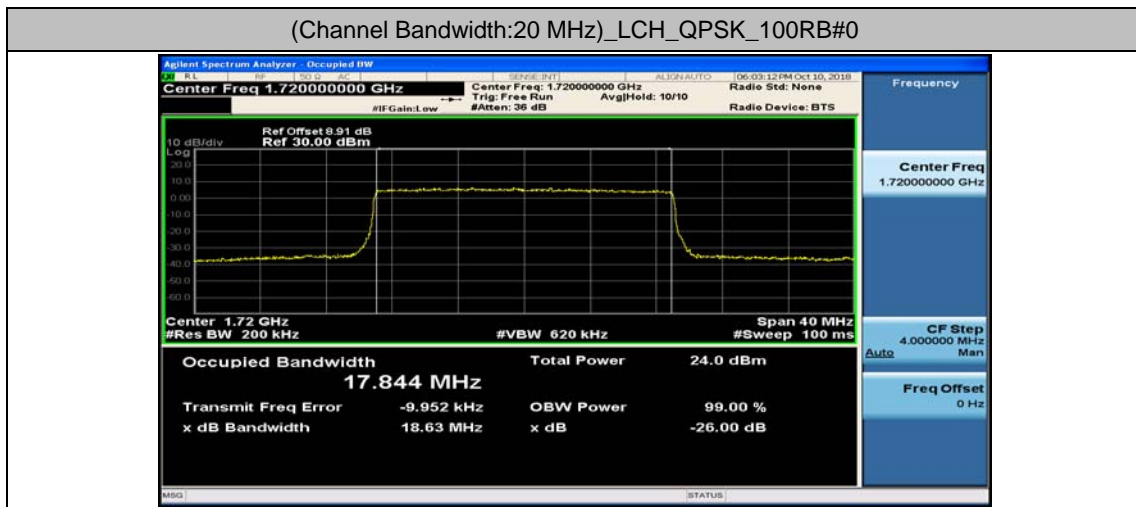 (Channel Bandwidth:20 MHz)_LCH_QPSK_100RB#0
Agilent Spectrum Analyzer - Occupied BW
RL RF 50 Ω AC SENSE:INT ALIGN AUTO 06:03:12 PM Oct 10, 2018
Center Freq 1.720000000 GHz
Center Freq: 1.720000000 GHz
Radio Std: None
Trig: Free Run Avg|Hold: 10/10
#IFGain:Low #Atten: 36 dB Radio Device: BTS
Ref Offset 8.91 dB
10 dB/div Ref 30.00 dBm
Log
20.0
10.0
0.00
-10.0
-20.0
-30.0
-40.0
-50.0
-60.0
Center 1.72 GHz Span 40 MHz
#Res BW 200 kHz #VBW 620 kHz #Sweep 100 ms
Occupied Bandwidth Total Power 24.0 dBm
17.844 MHz
Transmit Freq Error -9.952 kHz OBW Power 99.00 %
x dB Bandwidth 18.63 MHz x dB -26.00 dB
MSG STATUS
Frequency
Center Freq
1.720000000 GHz
CF Step
4.000000 MHz
Auto Man
Freq Offset
0 Hz